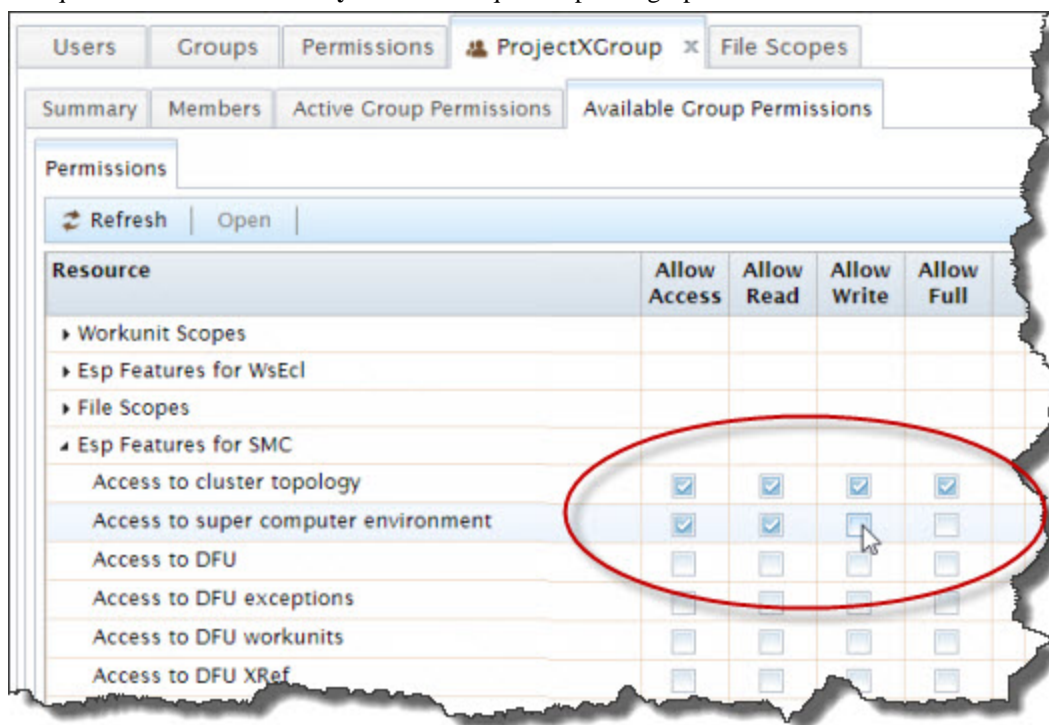 Users Groups Permissions ProjectXGroup x File Scopes
Summary Members Active Group Permissions Available Group Permissions
Permissions
Refresh Open
Resource Allow Access Allow Read Allow Write Allow Full
Workunit Scopes
Esp Features for WsEcl
File Scopes
Esp Features for SMC
Access to cluster topology
Access to super computer environment
Access to DFU
Access to DFU exceptions
Access to DFU workunits
Access to DFU XRef